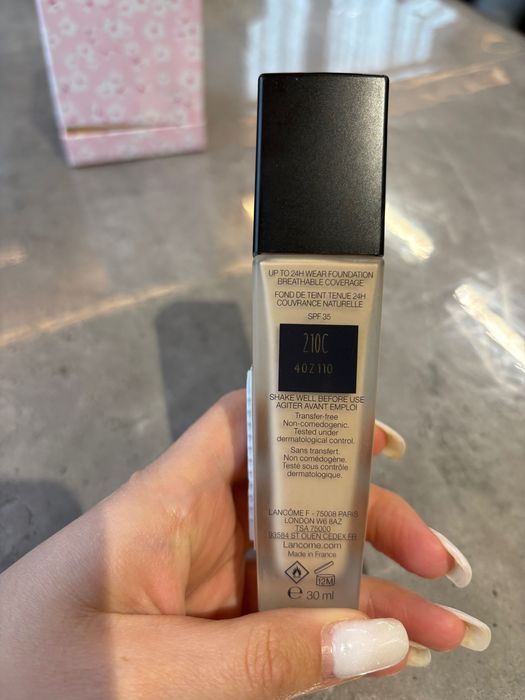 UP TO 24H WEAR FOUNDATION
BREATHABLE COVERAGE
FOND DE TEINT TENUE 24H
COUVRANCE NATURELLE
SPF 35
210C
40Z110
SHAKE WELL BEFORE USE
AGITER AVANT EMPLOI
Transfer-free
Non-comedogenic.
Tested under
dermatological control.
Sans transfert.
Non comédogène.
Testé sous contrôle
dermatologique.
LANCÔME F - 75008 PARIS
LONDON W6 8AZ
TSA 75000
93584 ST OUEN CEDEX FR
Lancome.com
Made in France
12M
e 30 ml